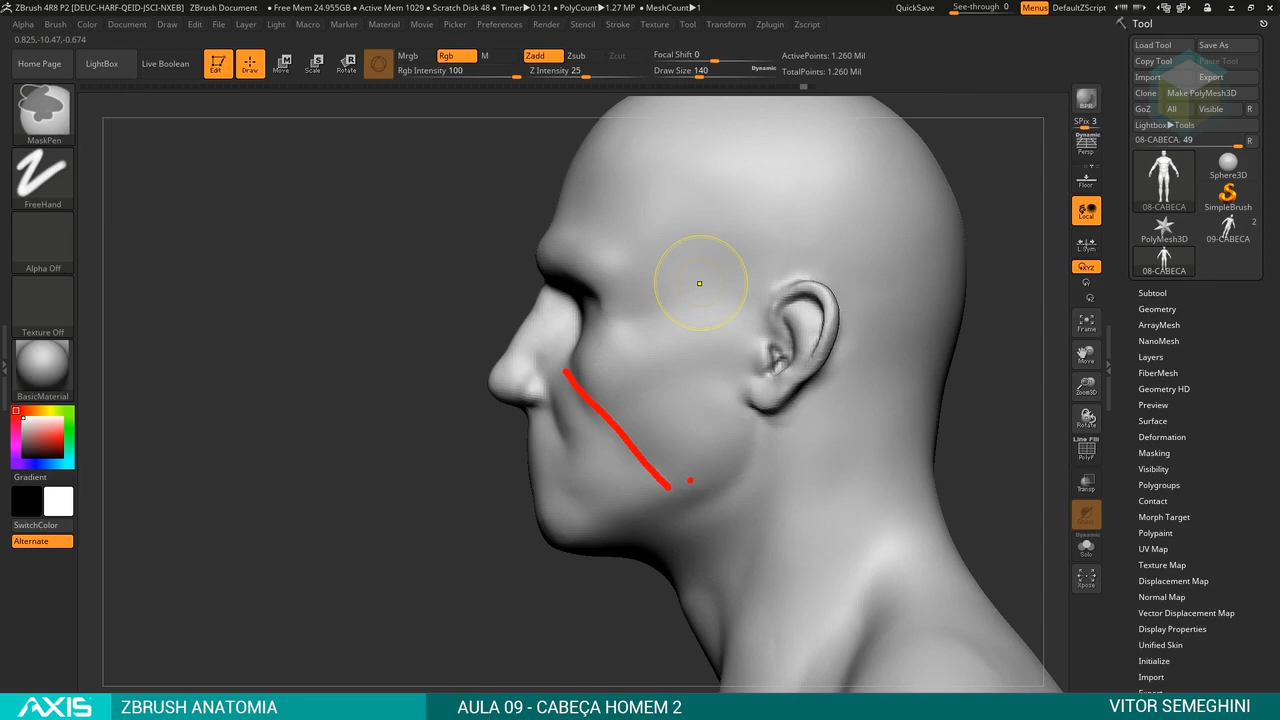 ZBrush 4R8 P2 [DEUC-HARF-QEID-JSCI-NXEB] ZBrush Document • Free Mem 24.955GB • Active Mem 1029 • Scratch Disk 48 • Timer▶0.121 • PolyCount▶1.27 MP • MeshCount▶1 QuickSave See-through 0 Menus DefaultZScript
Alpha Brush Color Document Draw Edit File Layer Light Macro Marker Material Movie Picker Preferences Render Stencil Stroke Texture Tool Transform Zplugin Zscript
0.825,-10.47,-0.674
Home Page LightBox Live Boolean
Edit Draw Move Scale Rotate
Mrgb Rgb M
Rgb Intensity 100
Zadd Zsub Zcut
Z Intensity 25
Focal Shift 0
Draw Size 140 Dynamic
ActivePoints: 1.260 Mil
TotalPoints: 1.260 Mil
MaskPen
FreeHand
Alpha Off
Texture Off
BasicMaterial
Gradient
SwitchColor
Alternate
BPR
SPix 3
Dynamic
Persp
Floor
Local
L.Sym
XYZ
Frame
Move
Zoom3D
Rotate
Line Fill
PolyF
Transp
Dynamic
Solo
Xpose
Tool
Load Tool Save As
Copy Tool Paste Tool
Import Export
Clone Make PolyMesh3D
GoZ All Visible R
Lightbox▶Tools
08-CABECA. 49 R
08-CABECA Sphere3D
SimpleBrush
PolyMesh3D 09-CABECA 2
08-CABECA
Subtool
Geometry
ArrayMesh
NanoMesh
Layers
FiberMesh
Geometry HD
Preview
Surface
Deformation
Masking
Visibility
Polygroups
Contact
Morph Target
Polypaint
UV Map
Texture Map
Displacement Map
Normal Map
Vector Displacement Map
Display Properties
Unified Skin
Initialize
Import
AXIS ZBRUSH ANATOMIA AULA 09 - CABEÇA HOMEM 2 VITOR SEMEGHINI